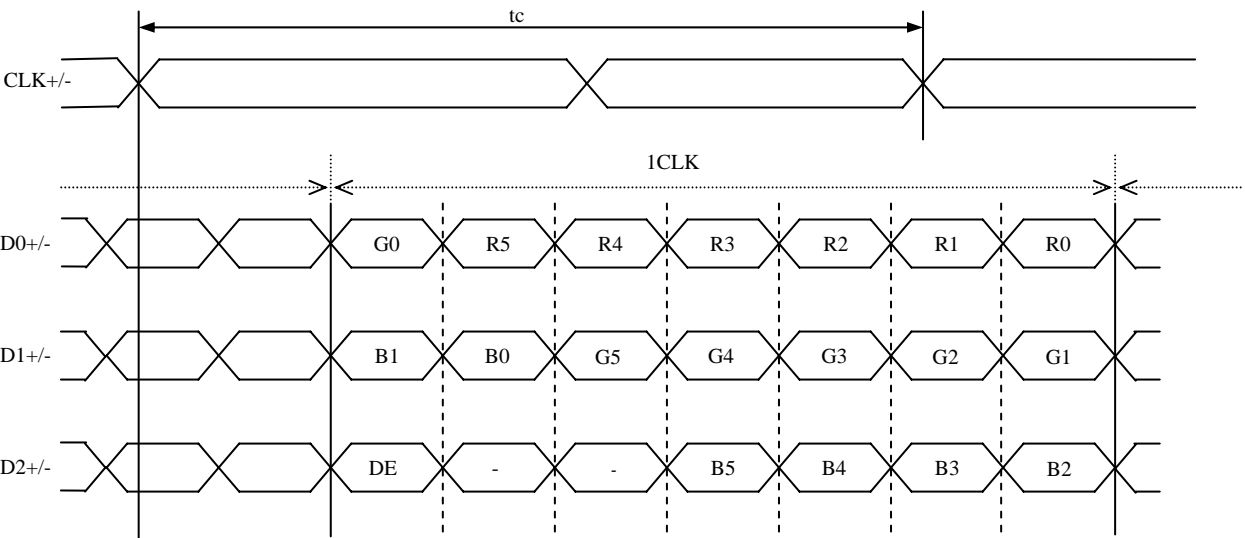 tc
CLK+/-
1CLK
D0+/- G0 R5 R4 R3 R2 R1 R0
D1+/- B1 B0 G5 G4 G3 G2 G1
D2+/- DE - - B5 B4 B3 B2